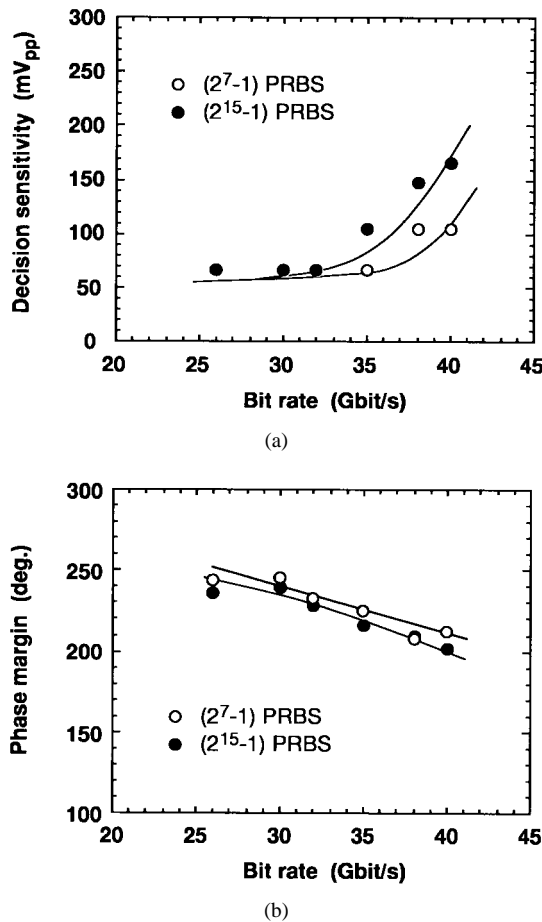 300
250
200
150
100
50
0
Decision sensitivity (mVpp)
(2⁷-1) PRBS
(2¹⁵-1) PRBS
20 25 30 35 40 45
Bit rate (Gbit/s)
(a)
300
250
200
150
100
Phase margin (deg.)
(2⁷-1) PRBS
(2¹⁵-1) PRBS
20 25 30 35 40 45
Bit rate (Gbit/s)
(b)